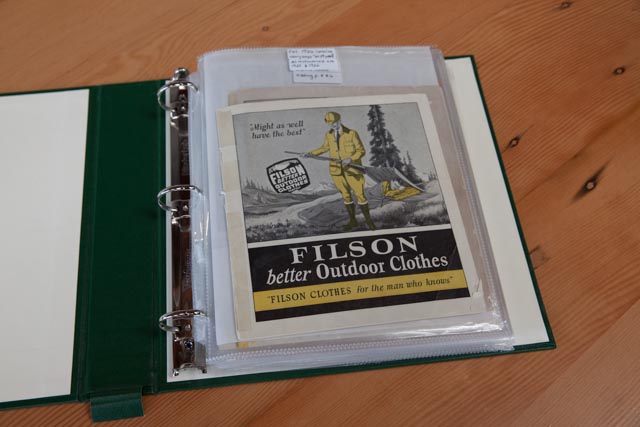 "Might as well
have the best"
FILSON
BETTER
OUTDOOR
CLOTHES
FILSON
better Outdoor Clothes
"FILSON CLOTHES for the man who knows"